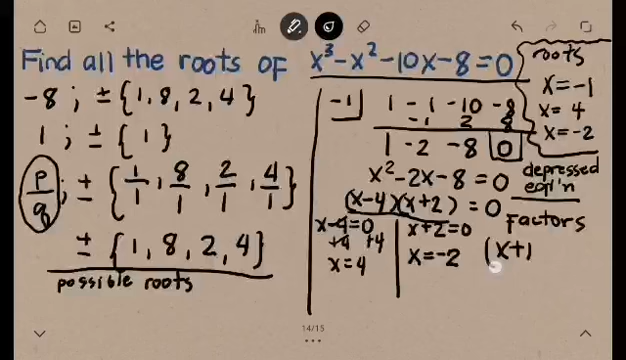 Find all the roots of x³-x²-10x-8=0
-8 ; ± {1, 8, 2, 4}
1 ; ± {1}
p/q ; ± {1/1, 8/1, 2/1, 4/1}
± {1, 8, 2, 4}
possible roots
-1 1 -1 -10 -8
-1 2 8
1 -2 -8 0
x²-2x-8=0 depressed eq'n
(x-4)(x+2)=0
x-4=0
+4 +4
x=4
x+2=0
x=-2
roots
x=-1
x=4
x=-2
Factors
(x+1
14/15